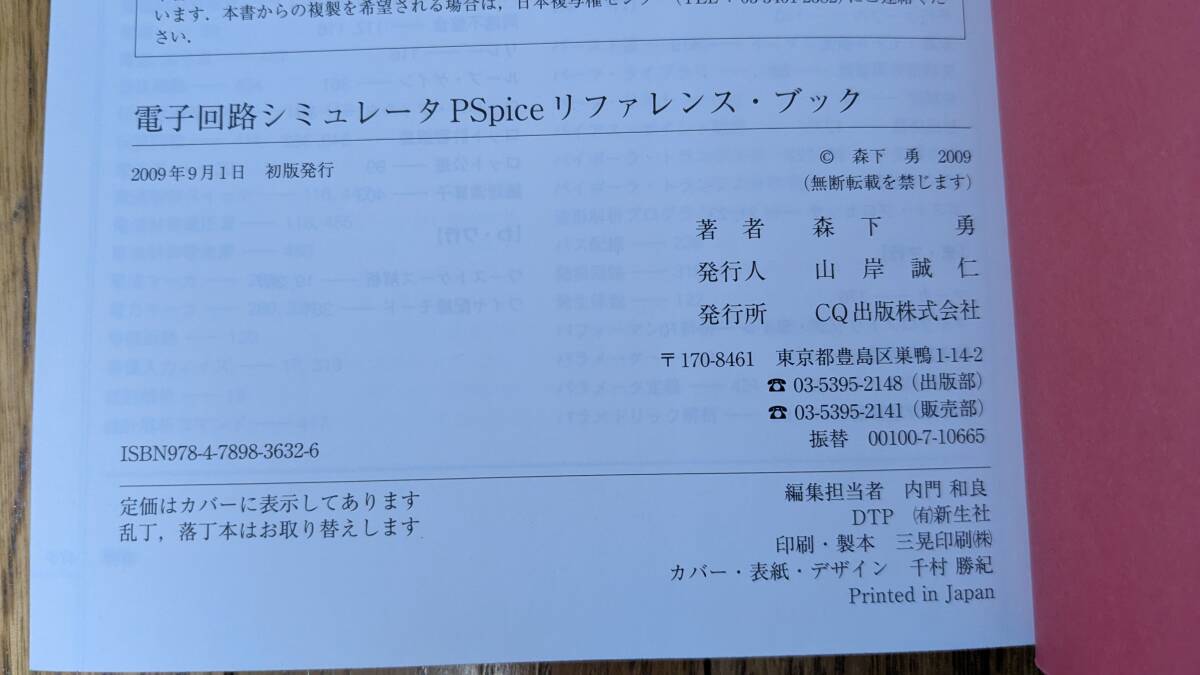 います．本書からの複製を希望される場合は，日本複写権センター（TEL：03-3401-2382）にご連絡くだ
さい．
電子回路シミュレータPSpiceリファレンス・ブック
2009年9月1日　初版発行
© 森下 勇 2009
（無断転載を禁じます）
著者　森下　勇
発行人　山岸誠仁
発行所　CQ出版株式会社
〒170-8461　東京都豊島区巣鴨1-14-2
☎ 03-5395-2148（出版部）
☎ 03-5395-2141（販売部）
振替　00100-7-10665
ISBN978-4-7898-3632-6
定価はカバーに表示してあります
乱丁，落丁本はお取り替えします
編集担当者　内門 和良
DTP　㈲新生社
印刷・製本　三晃印刷㈱
カバー・表紙・デザイン　千村 勝紀
Printed in Japan